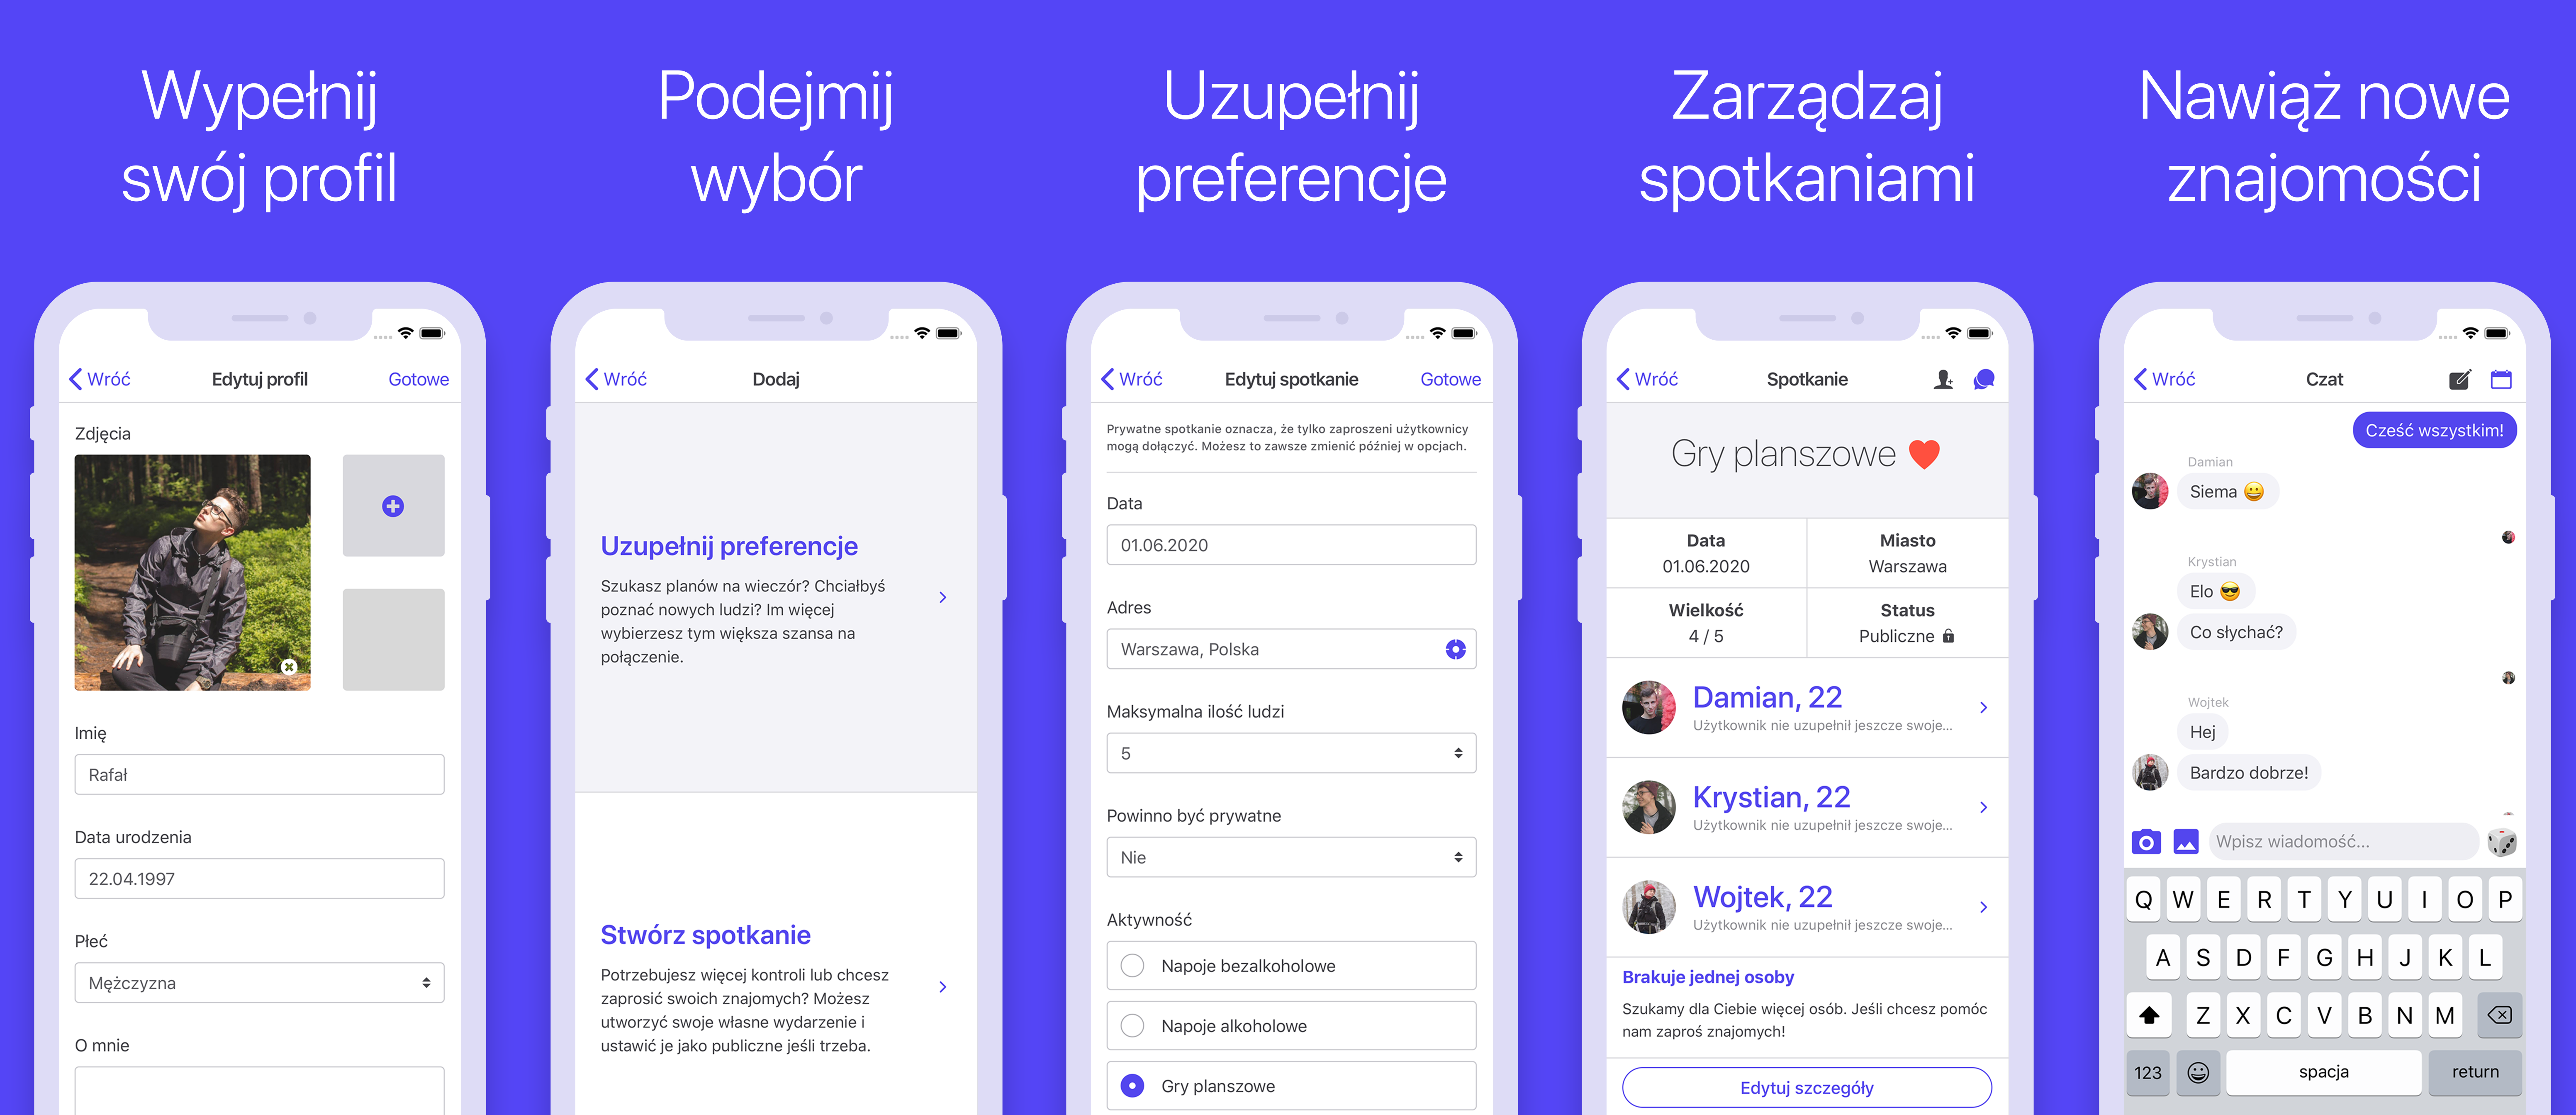 Wypełnij
swój profil
Wróć
Edytuj profil
Gotowe
Zdjęcia
Imię
Rafał
Data urodzenia
22.04.1997
Płeć
Mężczyzna
O mnie
Podejmij
wybór
Wróć
Dodaj
Uzupełnij preferencje
Szukasz planów na wieczór? Chciałbyś
poznać nowych ludzi? Im więcej
wybierzesz tym większa szansa na
połączenie.
Stwórz spotkanie
Potrzebujesz więcej kontroli lub chcesz
zaprosić swoich znajomych? Możesz
utworzyć swoje własne wydarzenie i
ustawić je jako publiczne jeśli trzeba.
Uzupełnij
preferencje
Wróć
Edytuj spotkanie
Gotowe
Prywatne spotkanie oznacza, że tylko zaproszeni użytkownicy
mogą dołączyć. Możesz to zawsze zmienić później w opcjach.
Data
01.06.2020
Adres
Warszawa, Polska
Maksymalna ilość ludzi
5
Powinno być prywatne
Nie
Aktywność
Napoje bezalkoholowe
Napoje alkoholowe
Gry planszowe
Zarządzaj
spotkaniami
Wróć
Spotkanie
Gry planszowe ❤️
Data
01.06.2020
Miasto
Warszawa
Wielkość
4 / 5
Status
Publiczne
Damian, 22
Użytkownik nie uzupełnił jeszcze swoje...
Krystian, 22
Użytkownik nie uzupełnił jeszcze swoje...
Wojtek, 22
Użytkownik nie uzupełnił jeszcze swoje...
Brakuje jednej osoby
Szukamy dla Ciebie więcej osób. Jeśli chcesz pomóc
nam zaproś znajomych!
Edytuj szczegóły
Nawiąż nowe
znajomości
Wróć
Czat
Cześć wszystkim!
Damian
Siema 😀
Krystian
Elo 😎
Co słychać?
Wojtek
Hej
Bardzo dobrze!
Wpisz wiadomość...
Q W E R T Y U I O P
A S D F G H J K L
Z X C V B N M
123 spacja return